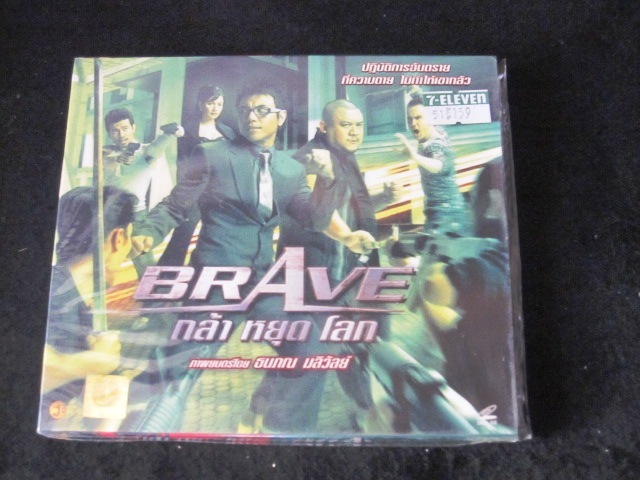 ปฏิบัติการอันตราย
ที่ความตาย ไม่ทำให้เขากลัว
7-ELEVEn
BRAVE
กล้า หยุด โลก
ภาพยนตร์โดย ธนภณ มลิวัลย์